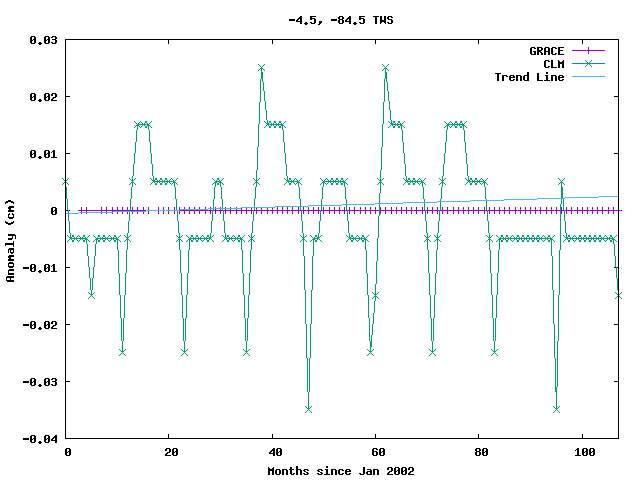 -4.5, -84.5 TWS
GRACE
CLM
Trend Line
0.03
0.02
0.01
0
-0.01
-0.02
-0.03
-0.04
Anomaly (cm)
0 20 40 60 80 100
Months since Jan 2002